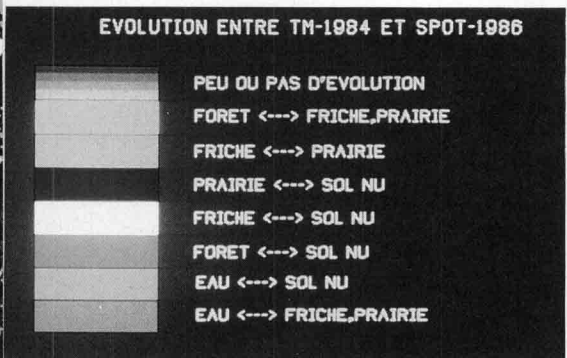 EVOLUTION ENTRE TM-1984 ET SPOT-1986
PEU OU PAS D'EVOLUTION
FORET <---> FRICHE,PRAIRIE
FRICHE <---> PRAIRIE
PRAIRIE <---> SOL NU
FRICHE <---> SOL NU
FORET <---> SOL NU
EAU <---> SOL NU
EAU <---> FRICHE,PRAIRIE